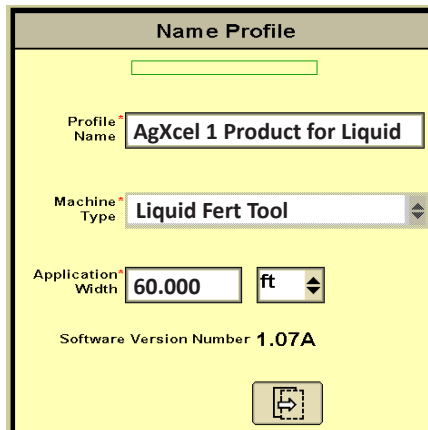 Name Profile
Profile* Name AgXcel 1 Product for Liquid
Machine* Type Liquid Fert Tool
Application* Width 60.000 ft
Software Version Number 1.07A